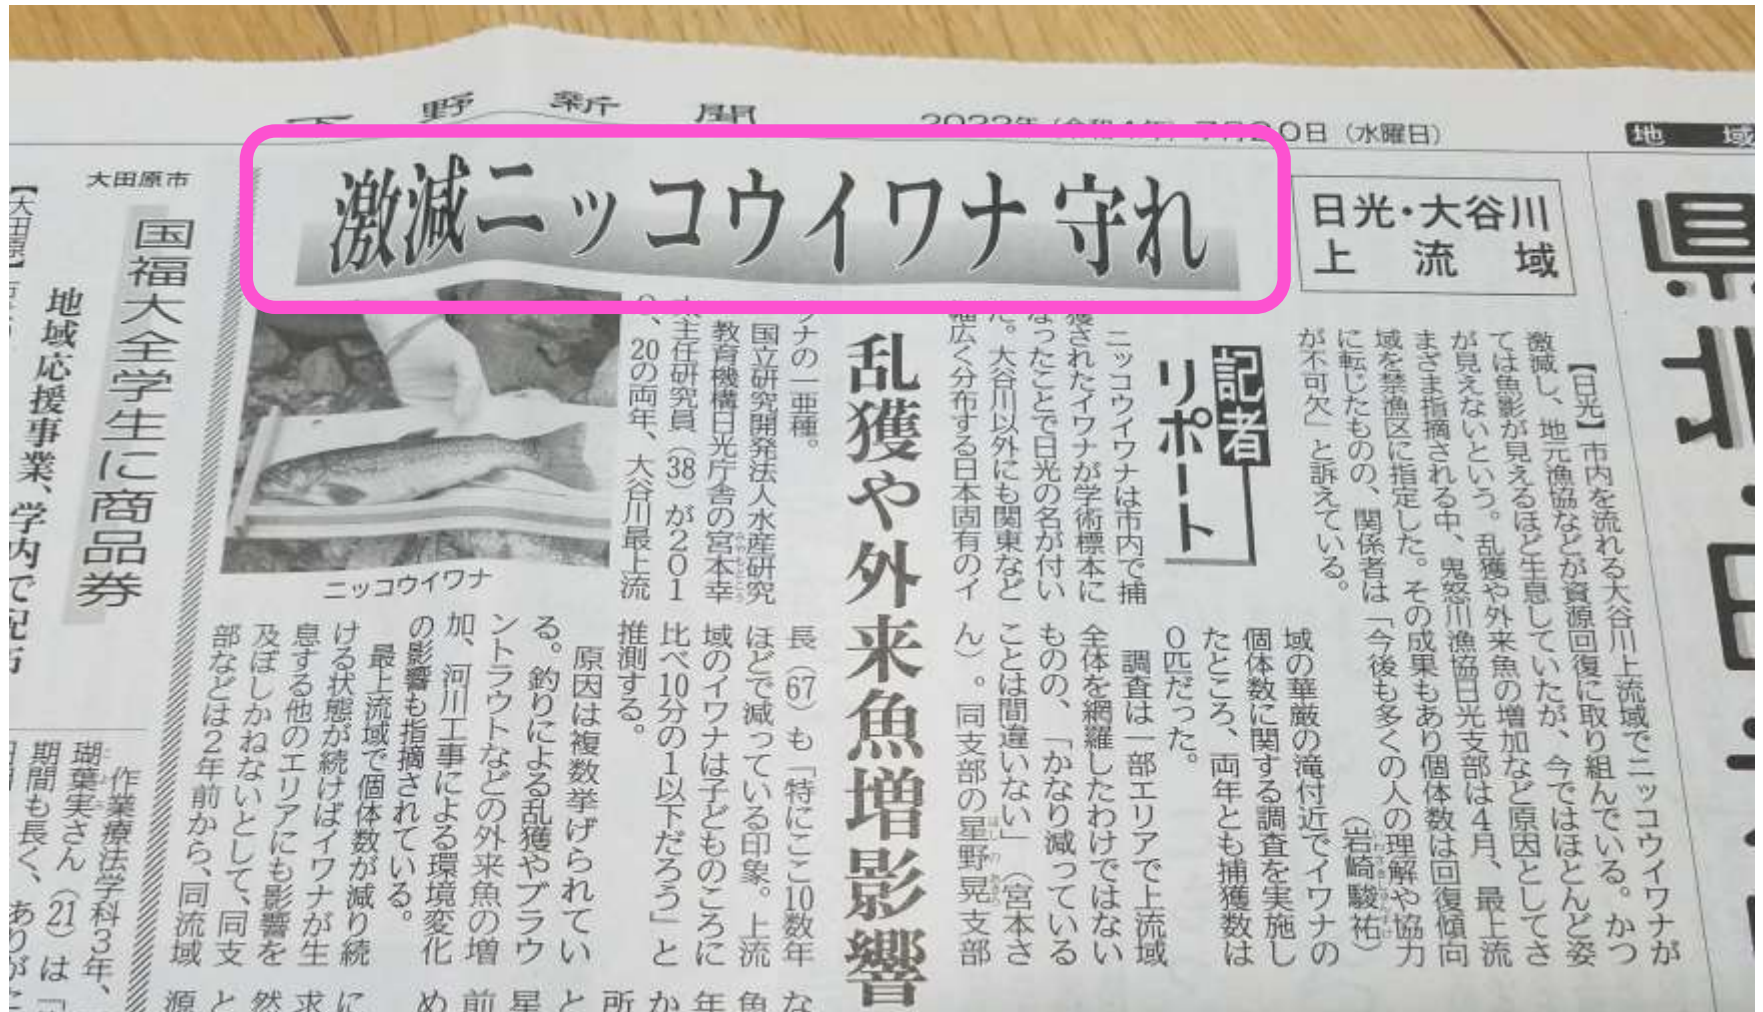 下野新聞 2022年(令和4年)7月20日(水曜日) 地域
激減ニッコウイワナ 守れ
日光・大谷川
上流域
乱獲や外来魚増影響
【日光】市内を流れる大谷川上流域でニッコウイワナが
激減し、地元漁協などが資源回復に取り組んでいる。かつ
ては魚影が見えるほど生息していたが、今ではほとんど姿
が見えないという。乱獲や外来魚の増加など原因としてさ
まざま指摘される中、鬼怒川漁協日光支部は4月、最上流
域を禁漁区に指定した。その成果もあり個体数は回復傾向
に転じたものの、関係者は「今後も多くの人の理解や協力
が不可欠」と訴えている。
(岩崎駿祐)
記者
リポート
ニッコウイワナは市内で捕
獲されたイワナが学術標本に
なったことで日光の名が付い
た。大谷川以外にも関東など
幅広く分布する日本固有のイ
ワナの一亜種。
国立研究開発法人水産研究
教育機構日光庁舎の宮本幸
太主任研究員(38)が201
9、20の両年、大谷川最上流
ニッコウイワナ
域の華厳の滝付近でイワナの
個体数に関する調査を実施し
たところ、両年とも捕獲数は
0匹だった。
調査は一部エリアで上流域
全体を網羅したわけではない
ものの、「かなり減っている
ことは間違いない」(宮本さ
ん)。同支部の星野晃支部
長(67)も「特にここ10数年
ほどで減っている印象。上流
域のイワナは子どものころに
比べ10分の1以下だろう」と
推測する。
原因は複数挙げられてい
る。釣りによる乱獲やブラウ
ントラウトなどの外来魚の増
加、河川工事による環境変化
の影響も指摘されている。
最上流域で個体数が減り続
ける状態が続けばイワナが生
息する他のエリアにも影響を
及ぼしかねないとして、同支
部などは2年前から、同流域
大田原市
国福大全学生に商品券
地域応援事業、学内で配布
【大田原】
作業療法学科3年、
瑚葉実さん(21)は
期間も長く、ありが